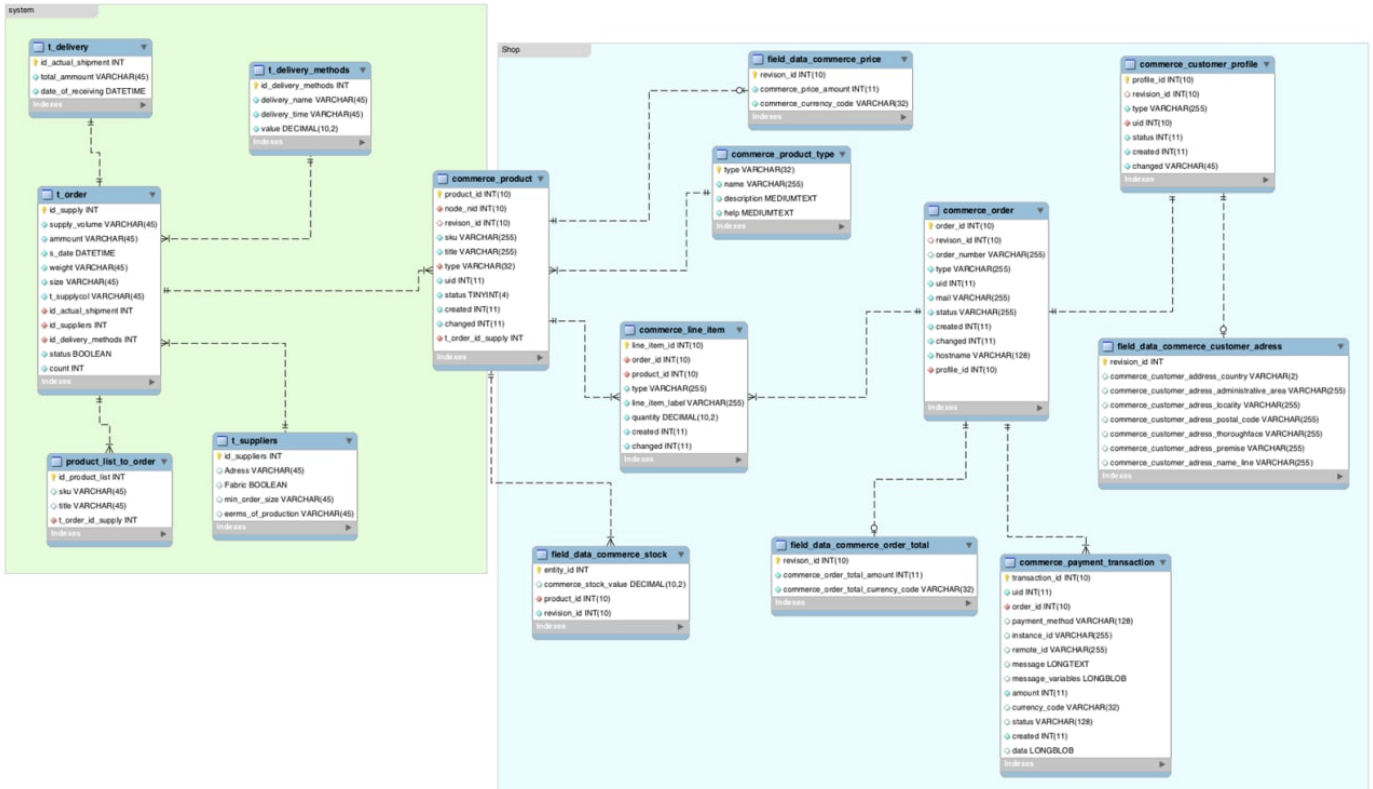 system
t_delivery
id_actual_shipment INT
total_ammount VARCHAR(45)
date_of_receiving DATETIME
Indexes
t_delivery_methods
id_delivery_methods INT
delivery_name VARCHAR(45)
delivery_time VARCHAR(45)
value DECIMAL(10,2)
Indexes
t_order
id_supply INT
supply_volume VARCHAR(45)
ammount VARCHAR(45)
s_date DATETIME
weight VARCHAR(45)
size VARCHAR(45)
t_supplycol VARCHAR(45)
id_actual_shipment INT
id_suppliers INT
id_delivery_methods INT
status BOOLEAN
count INT
Indexes
product_list_to_order
id_product_list INT
sku VARCHAR(45)
title VARCHAR(45)
t_order_id_supply INT
Indexes
t_suppliers
id_suppliers INT
Adress VARCHAR(45)
Fabric BOOLEAN
min_order_size VARCHAR(45)
eerms_of_production VARCHAR(45)
Indexes
Shop
commerce_product
product_id INT(10)
node_nid INT(10)
revison_id INT(10)
sku VARCHAR(255)
title VARCHAR(255)
type VARCHAR(32)
uid INT(11)
status TINYINT(4)
created INT(11)
changed INT(11)
t_order_id_supply INT
Indexes
field_data_commerce_price
revison_id INT(10)
commerce_price_amount INT(11)
commerce_currency_code VARCHAR(32)
Indexes
commerce_product_type
type VARCHAR(32)
name VARCHAR(255)
description MEDIUMTEXT
help MEDIUMTEXT
Indexes
commerce_line_item
line_item_id INT(10)
order_id INT(10)
product_id INT(10)
type VARCHAR(255)
line_item_label VARCHAR(255)
quantity DECIMAL(10,2)
created INT(11)
changed INT(11)
Indexes
commerce_order
order_id INT(10)
revison_id INT(10)
order_number VARCHAR(255)
type VARCHAR(255)
uid INT(11)
mail VARCHAR(255)
status VARCHAR(255)
created INT(11)
changed INT(11)
hostname VARCHAR(128)
profile_id INT(10)
Indexes
commerce_customer_profile
profile_id INT(10)
revision_id INT(10)
type VARCHAR(255)
uid INT(10)
status INT(11)
created INT(11)
changed VARCHAR(45)
Indexes
field_data_commerce_customer_adress
revision_id INT
commerce_customer_address_country VARCHAR(2)
commerce_customer_adress_administrative_area VARCHAR(255)
commerce_customer_adress_locality VARCHAR(255)
commerce_customer_adress_postal_code VARCHAR(255)
commerce_customer_adress_thoroughface VARCHAR(255)
commerce_customer_adress_premise VARCHAR(255)
commerce_customer_adress_name_line VARCHAR(255)
Indexes
field_data_commerce_stock
entity_id INT
commerce_stock_value DECIMAL(10,2)
product_id INT(10)
revision_id INT(10)
Indexes
field_data_commerce_order_total
revison_id INT(10)
commerce_order_total_amount INT(11)
commerce_order_total_currency_code VARCHAR(32)
Indexes
commerce_payment_transaction
transaction_id INT(10)
uid INT(11)
order_id INT(10)
payment_method VARCHAR(128)
instance_id VARCHAR(255)
remote_id VARCHAR(255)
message LONGTEXT
message_variables LONGBLOB
amount INT(11)
currency_code VARCHAR(32)
status VARCHAR(128)
created INT(11)
data LONGBLOB
Indexes